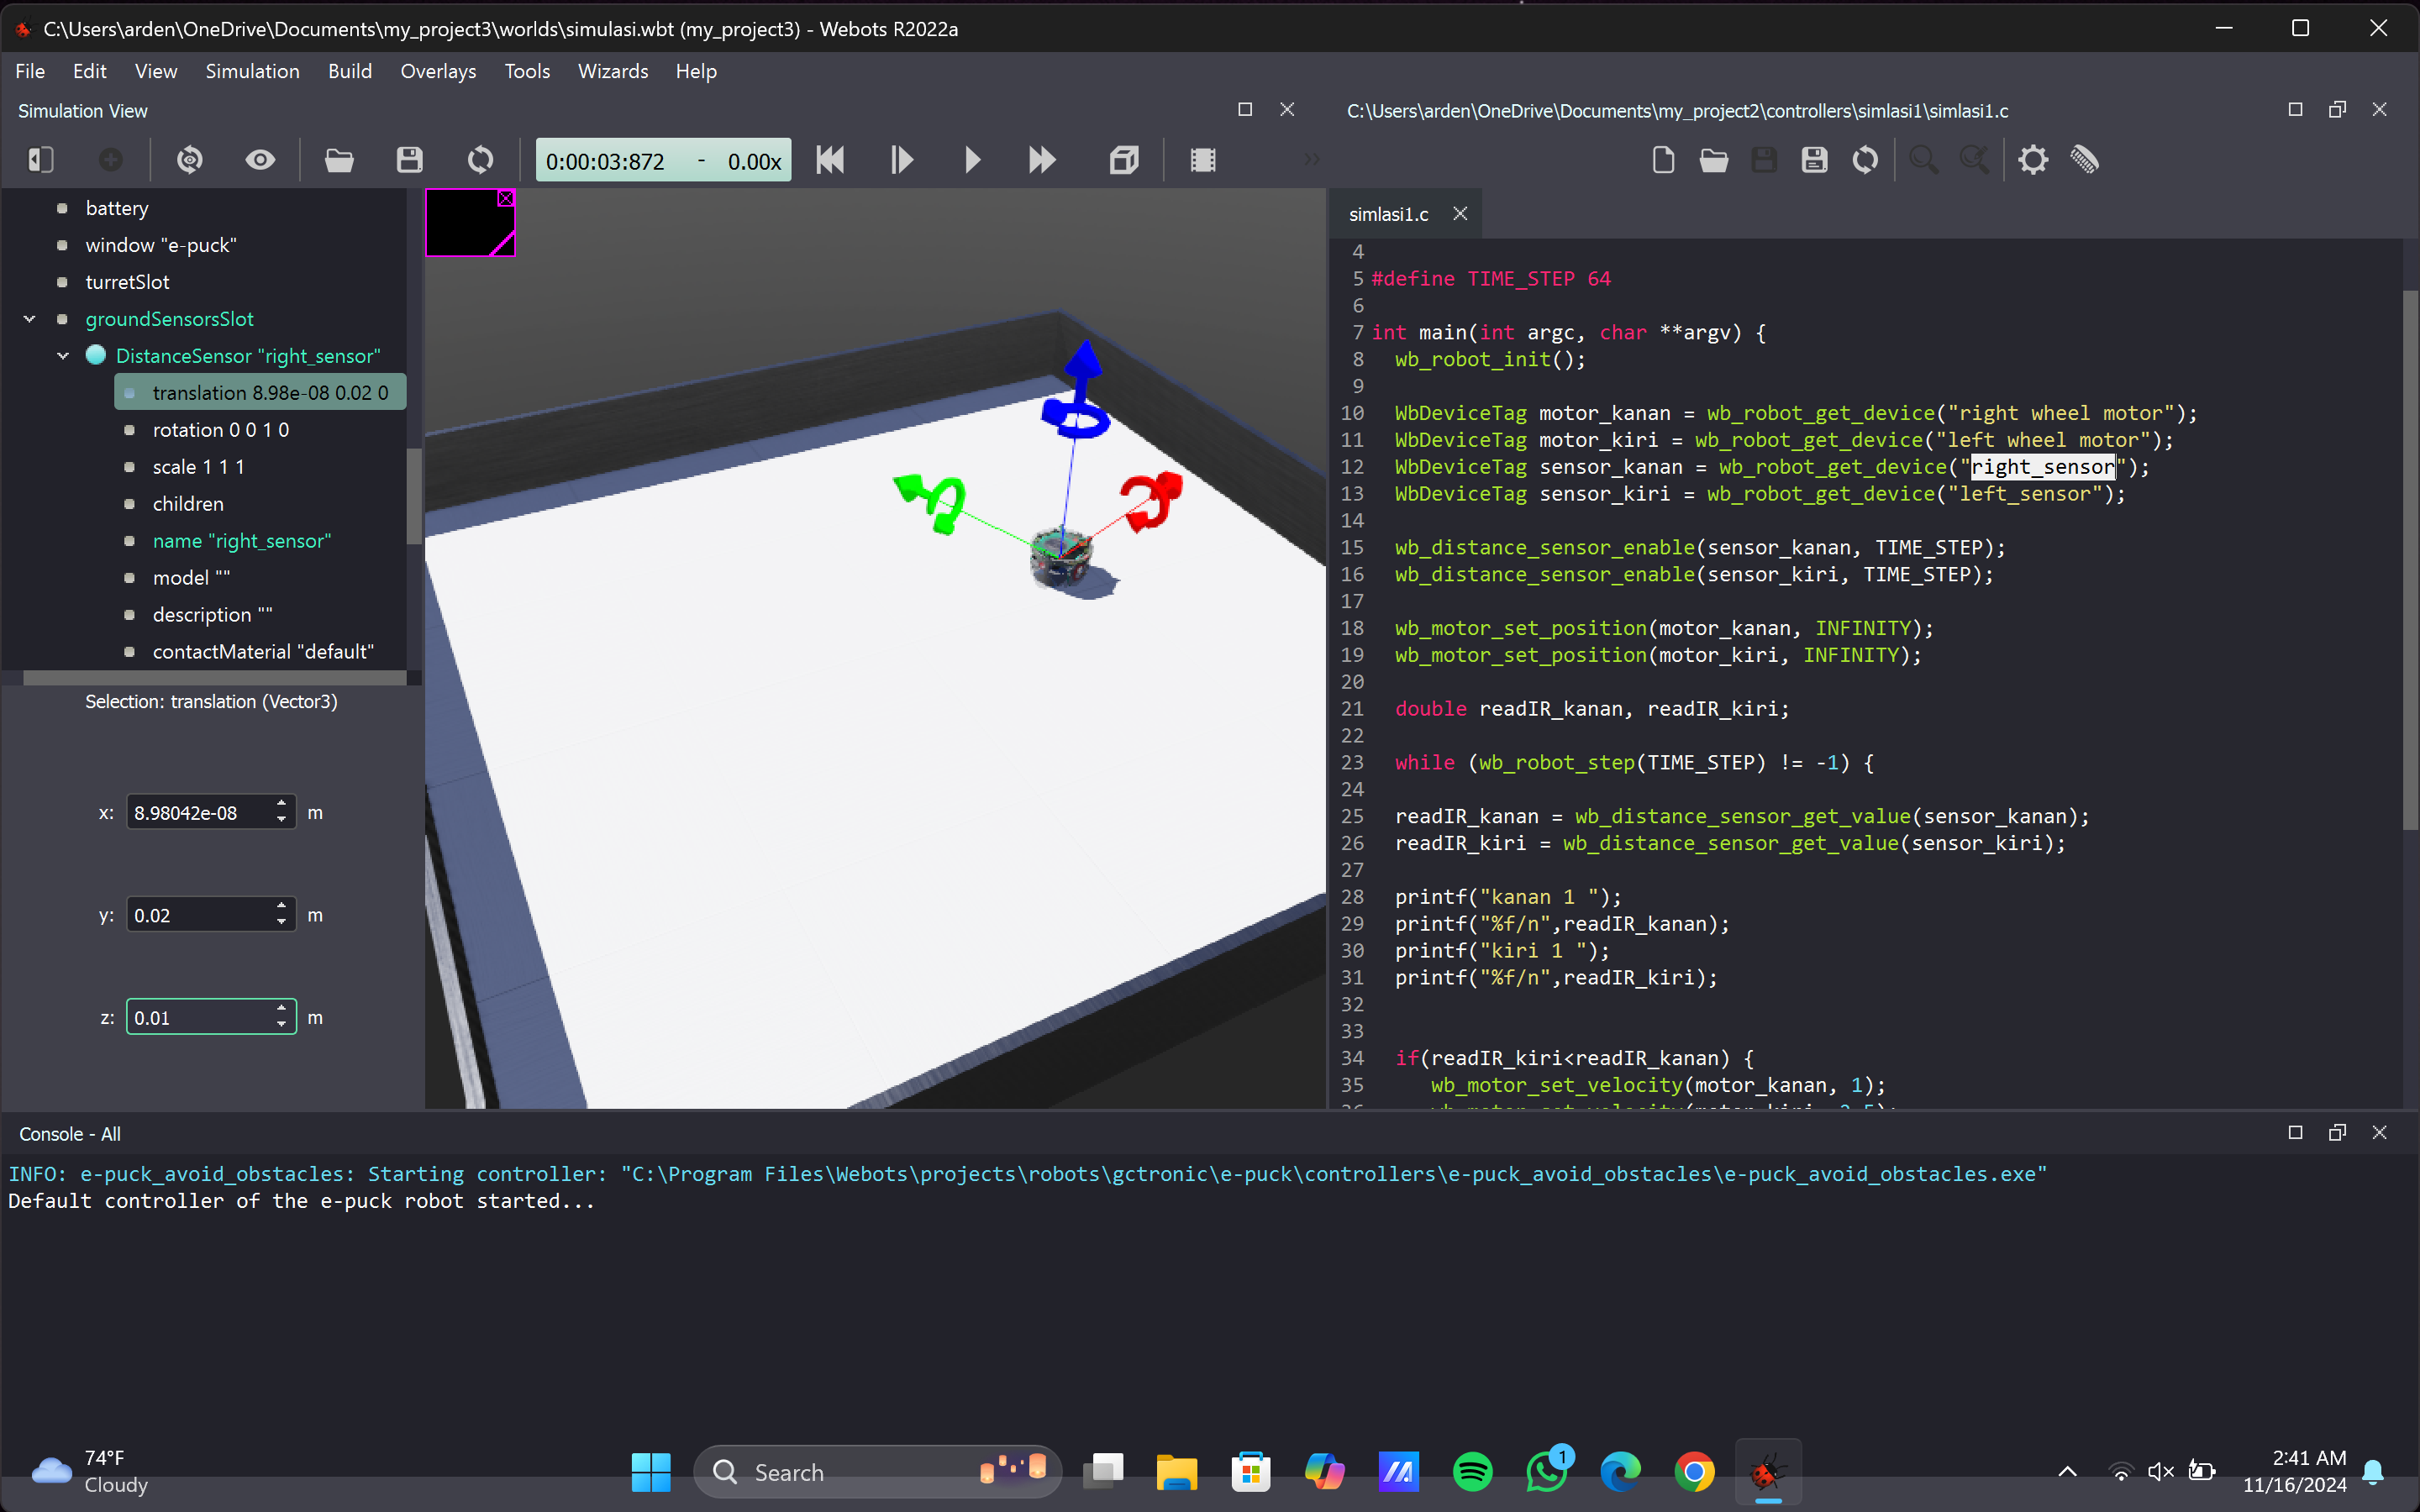 C:\Users\arden\OneDrive\Documents\my_project3\worlds\simulasi.wbt (my_project3) - Webots R2022a
File Edit View Simulation Build Overlays Tools Wizards Help
Simulation View
C:\Users\arden\OneDrive\Documents\my_project2\controllers\simlasi1\simlasi1.c
0:00:03:872 - 0.00x
battery
window "e-puck"
turretSlot
groundSensorsSlot
DistanceSensor "right_sensor"
translation 8.98e-08 0.02 0
rotation 0 0 1 0
scale 1 1 1
children
name "right_sensor"
model ""
description ""
contactMaterial "default"
Selection: translation (Vector3)
x: 8.98042e-08 m
y: 0.02 m
z: 0.01 m
simlasi1.c
4
5 #define TIME_STEP 64
6
7 int main(int argc, char **argv) {
8 wb_robot_init();
9
10 WbDeviceTag motor_kanan = wb_robot_get_device("right wheel motor");
11 WbDeviceTag motor_kiri = wb_robot_get_device("left wheel motor");
12 WbDeviceTag sensor_kanan = wb_robot_get_device("right_sensor");
13 WbDeviceTag sensor_kiri = wb_robot_get_device("left_sensor");
14
15 wb_distance_sensor_enable(sensor_kanan, TIME_STEP);
16 wb_distance_sensor_enable(sensor_kiri, TIME_STEP);
17
18 wb_motor_set_position(motor_kanan, INFINITY);
19 wb_motor_set_position(motor_kiri, INFINITY);
20
21 double readIR_kanan, readIR_kiri;
22
23 while (wb_robot_step(TIME_STEP) != -1) {
24
25 readIR_kanan = wb_distance_sensor_get_value(sensor_kanan);
26 readIR_kiri = wb_distance_sensor_get_value(sensor_kiri);
27
28 printf("kanan 1 ");
29 printf("%f/n",readIR_kanan);
30 printf("kiri 1 ");
31 printf("%f/n",readIR_kiri);
32
33
34 if(readIR_kiri<readIR_kanan) {
35 wb_motor_set_velocity(motor_kanan, 1);
Console - All
INFO: e-puck_avoid_obstacles: Starting controller: "C:\Program Files\Webots\projects\robots\gctronic\e-puck\controllers\e-puck_avoid_obstacles\e-puck_avoid_obstacles.exe"
Default controller of the e-puck robot started...
74°F
Cloudy
Search
1
2:41 AM
11/16/2024